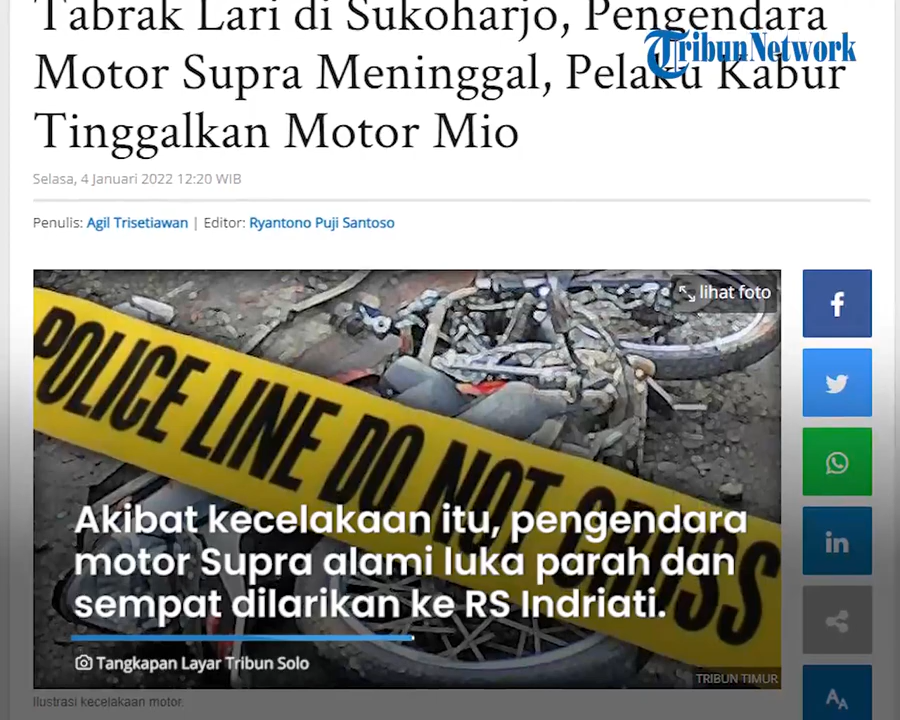 Tabrak Lari di Sukoharjo, Pengendara
TribunNetwork
Motor Supra Meninggal, Pelaku Kabur
Tinggalkan Motor Mio
Selasa, 4 Januari 2022 12:20 WIB
Penulis: Agil Trisetiawan | Editor: Ryantono Puji Santoso
lihat foto
POLICE LINE DO NOT CROSS
Akibat kecelakaan itu, pengendara
motor Supra alami luka parah dan
sempat dilarikan ke RS Indriati.
Tangkapan Layar Tribun Solo
TRIBUN TIMUR
Ilustrasi kecelakaan motor.
f
in
AA